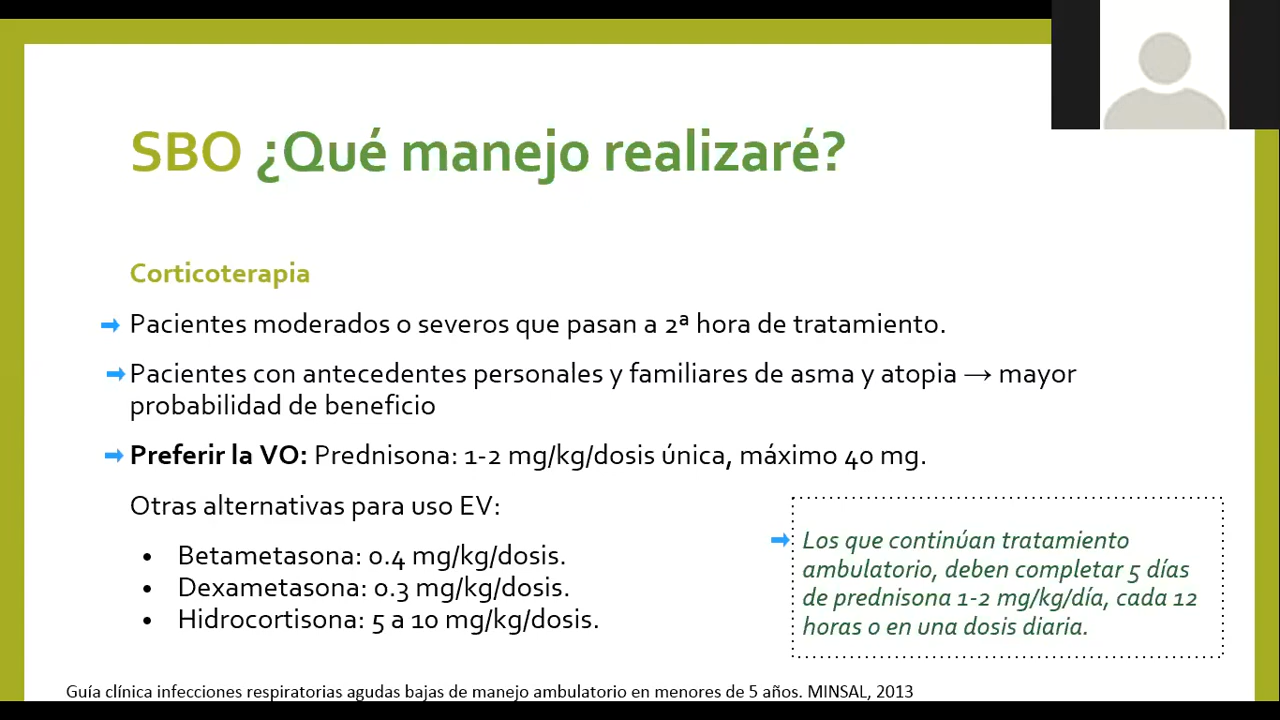 SBO ¿Qué manejo realizaré?
Corticoterapia
Pacientes moderados o severos que pasan a 2ª hora de tratamiento.
Pacientes con antecedentes personales y familiares de asma y atopia → mayor
probabilidad de beneficio
Preferir la VO: Prednisona: 1-2 mg/kg/dosis única, máximo 40 mg.
Otras alternativas para uso EV:
• Betametasona: 0.4 mg/kg/dosis.
• Dexametasona: 0.3 mg/kg/dosis.
• Hidrocortisona: 5 a 10 mg/kg/dosis.
Los que continúan tratamiento
ambulatorio, deben completar 5 días
de prednisona 1-2 mg/kg/día, cada 12
horas o en una dosis diaria.
Guía clínica infecciones respiratorias agudas bajas de manejo ambulatorio en menores de 5 años. MINSAL, 2013